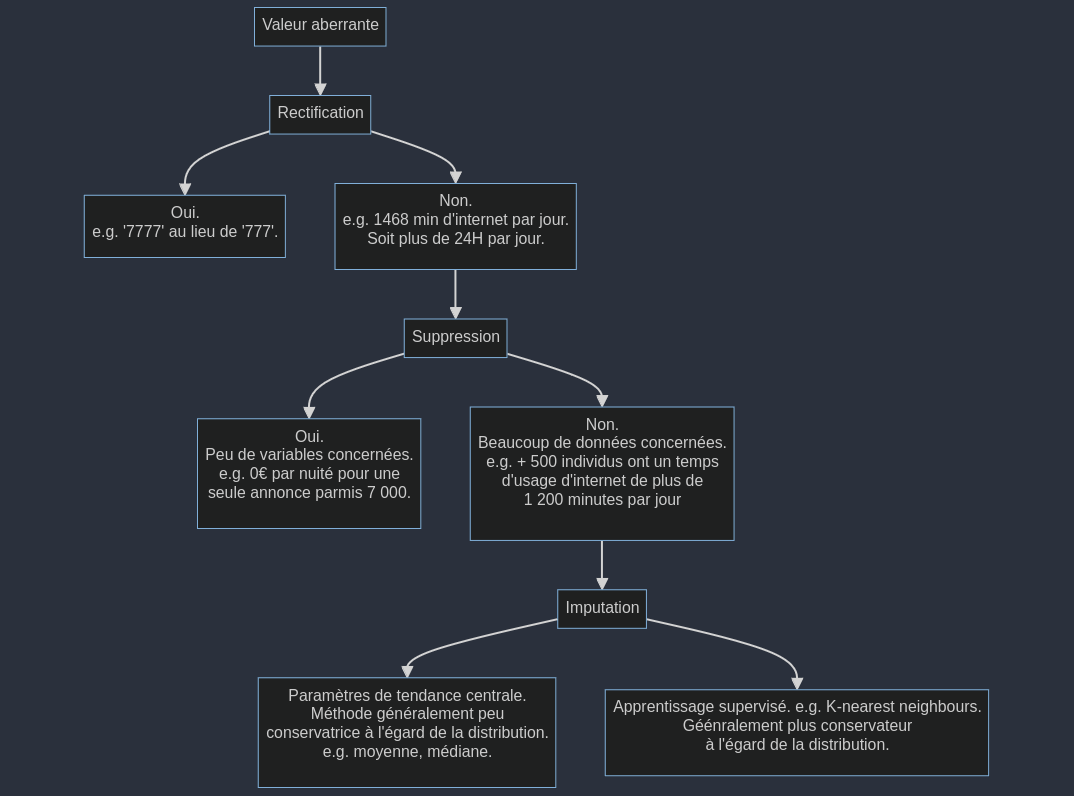 Valeur aberrante
Rectification
Oui.
e.g. '7777' au lieu de '777'.
Non.
e.g. 1468 min d'internet par jour.
Soit plus de 24H par jour.
Suppression
Oui.
Peu de variables concernées.
e.g. 0€ par nuité pour une
seule annonce parmis 7 000.
Non.
Beaucoup de données concernées.
e.g. + 500 individus ont un temps
d'usage d'internet de plus de
1 200 minutes par jour
Imputation
Paramètres de tendance centrale.
Méthode généralement peu
conservatrice à l'égard de la distribution.
e.g. moyenne, médiane.
Apprentissage supervisé. e.g. K-nearest neighbours.
Géénralement plus conservateur
à l'égard de la distribution.